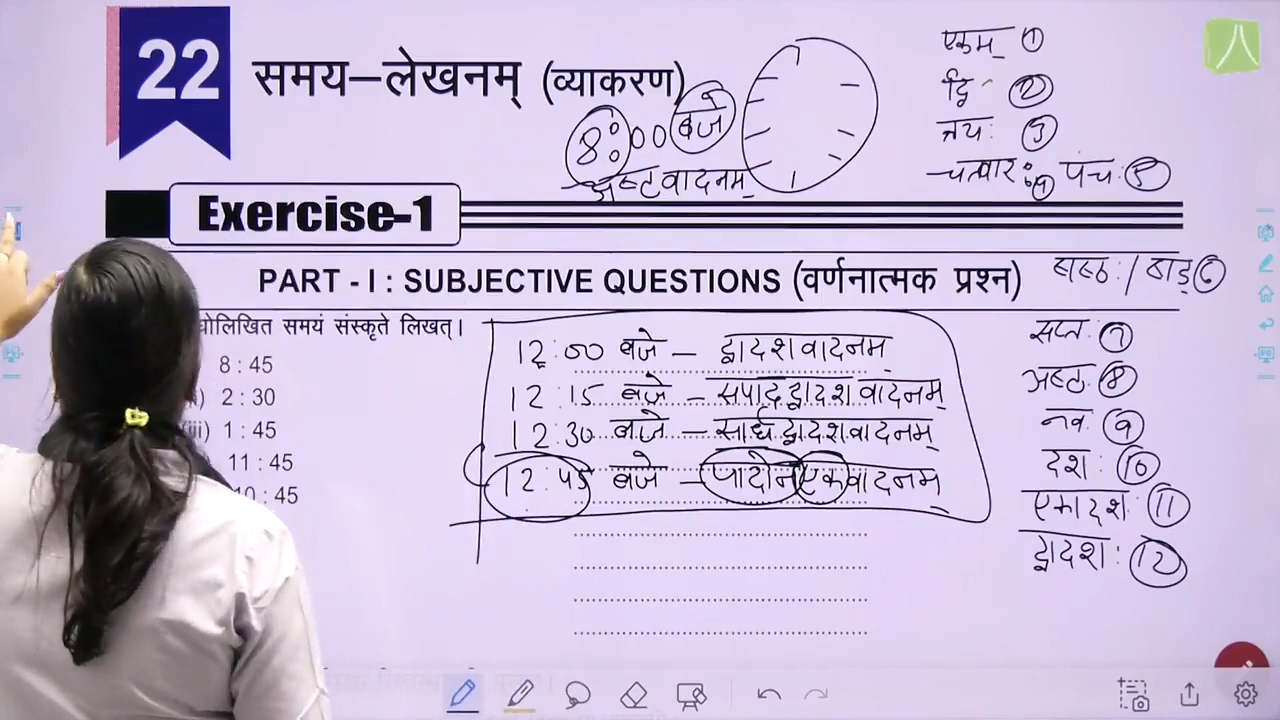 22
समय–लेखनम् (व्याकरण)
8:00 बजे
अष्टवादनम्
एकम् 1
द्वि 2
त्रयः 3
चत्वारः 4 पंचः 5
Exercise-1
PART - I : SUBJECTIVE QUESTIONS (वर्णनात्मक प्रश्न)
षष्ठः / षड् 6
लिखित समयं संस्कृते लिखत्।
8 : 45
2 : 30
(iii) 1 : 45
11 : 45
10 : 45
12:00 बजे – द्वादशवादनम्
12:15 बजे – सपादद्वादशवादनम्
12:30 बजे – सार्धद्वादशवादनम्
12:45 बजे – पादोनएकवादनम्
सप्तः 7
अष्ठः 8
नवः 9
दशः 10
एकादशः 11
द्वादशः 12